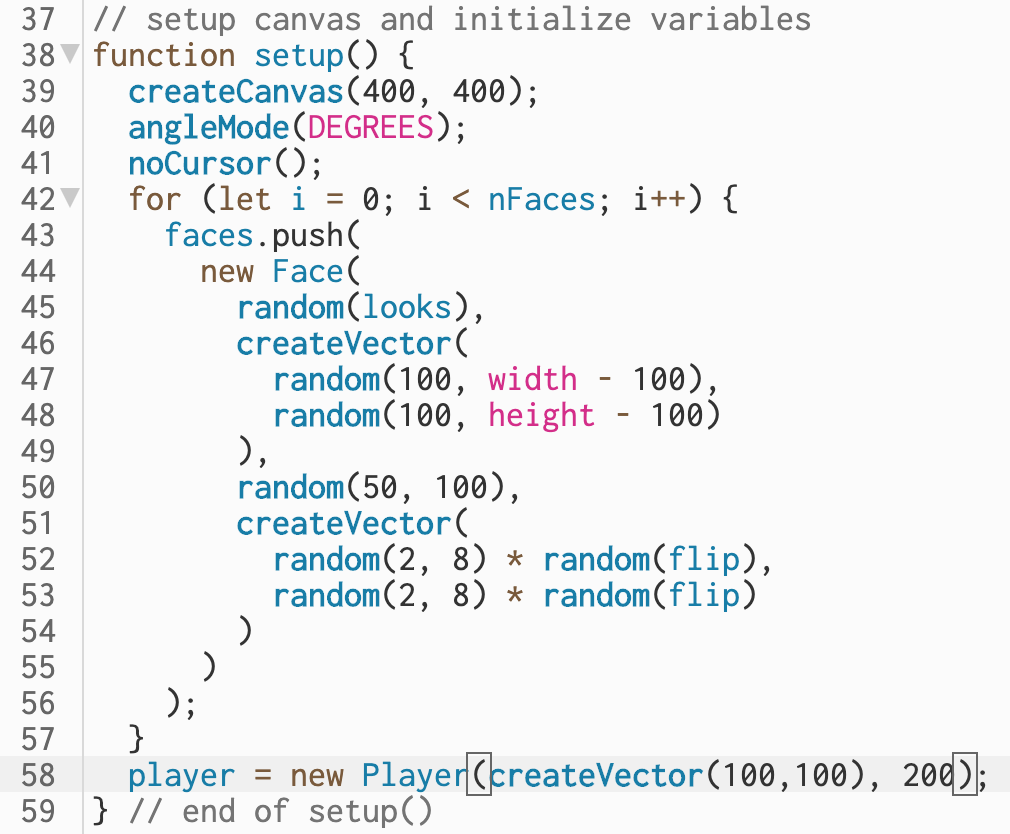 37 // setup canvas and initialize variables
38 function setup() {
39 createCanvas(400, 400);
40 angleMode(DEGREES);
41 noCursor();
42 for (let i = 0; i < nFaces; i++) {
43 faces.push(
44 new Face(
45 random(looks),
46 createVector(
47 random(100, width - 100),
48 random(100, height - 100)
49 ),
50 random(50, 100),
51 createVector(
52 random(2, 8) * random(flip),
53 random(2, 8) * random(flip)
54 )
55 )
56 );
57 }
58 player = new Player(createVector(100,100), 200);
59 } // end of setup()